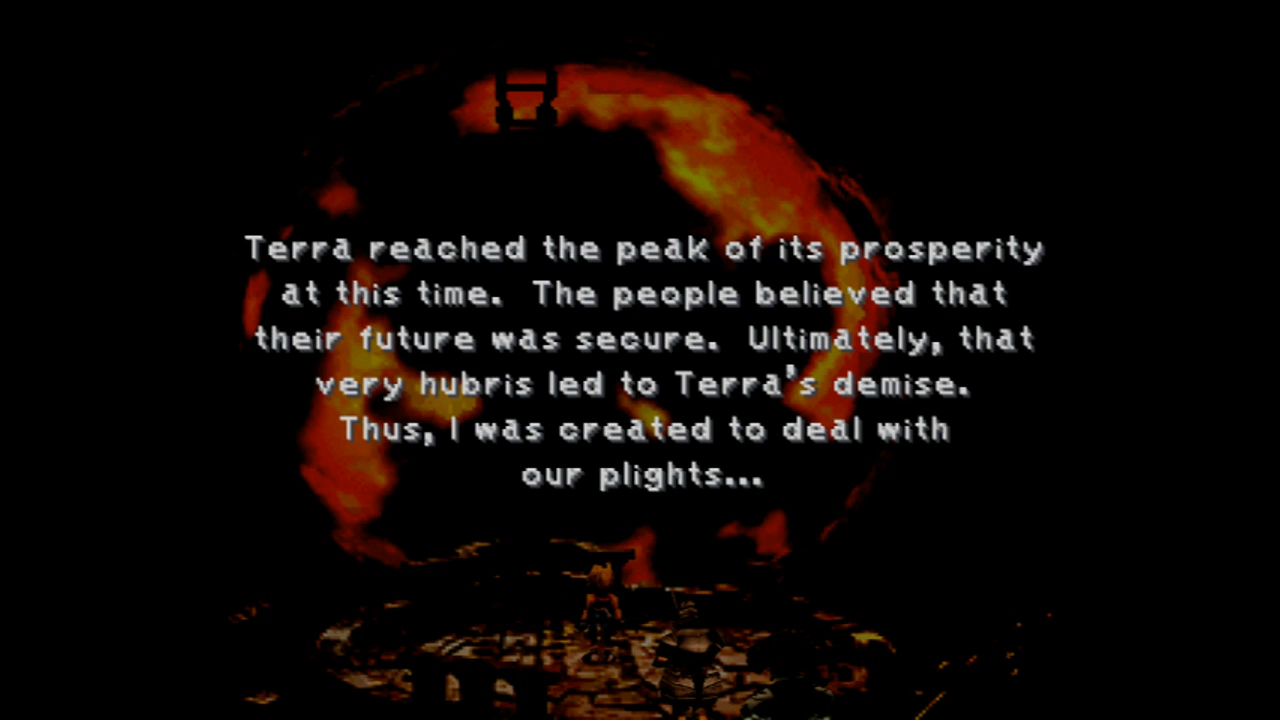 Terra reached the peak of its prosperity
at this time.  The people believed that
their future was secure.  Ultimately, that
very hubris led to Terra's demise.
Thus, I was created to deal with
our plights...